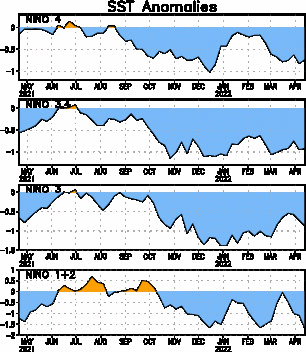 SST Anomalies
NINO 4
0
-0.5
-1
MAY JUN JUL AUG SEP OCT NOV DEC JAN FEB MAR APR
2021 2022
NINO 3.4
0
-0.5
-1
MAY JUN JUL AUG SEP OCT NOV DEC JAN FEB MAR APR
2021 2022
NINO 3
0
-0.5
-1
-1.5
MAY JUN JUL AUG SEP OCT NOV DEC JAN FEB MAR APR
2021 2022
NINO 1+2
1
0.5
0
-0.5
-1
-1.5
-2
MAY JUN JUL AUG SEP OCT NOV DEC JAN FEB MAR APR
2021 2022